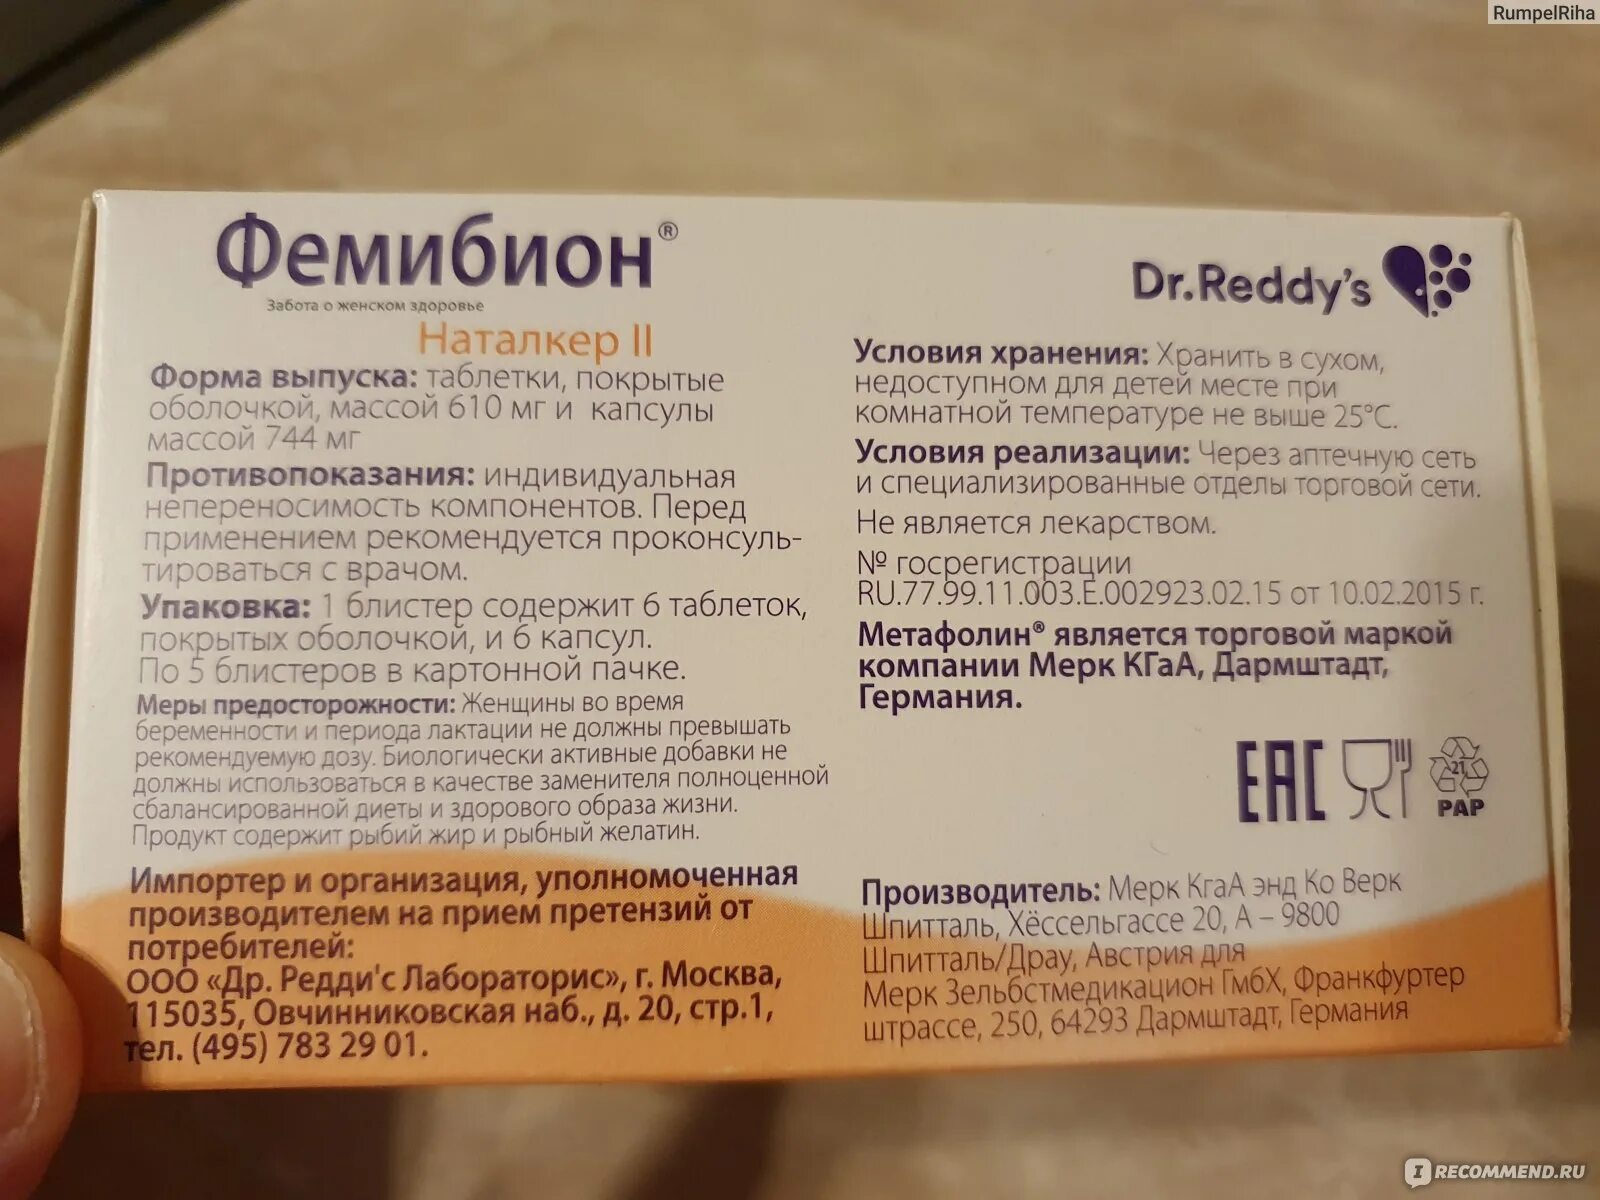 RumpelRiha
Фемибион®
Забота о женском здоровье
Наталкер II
Форма выпуска: таблетки, покрытые
оболочкой, массой 610 мг и капсулы
массой 744 мг
Противопоказания: индивидуальная
непереносимость компонентов. Перед
применением рекомендуется проконсуль-
тироваться с врачом.
Упаковка: 1 блистер содержит 6 таблеток,
покрытых оболочкой, и 6 капсул.
По 5 блистеров в картонной пачке.
Меры предосторожности: Женщины во время
беременности и периода лактации не должны превышать
рекомендуемую дозу. Биологически активные добавки не
должны использоваться в качестве заменителя полноценной
сбалансированной диеты и здорового образа жизни.
Продукт содержит рыбий жир и рыбный желатин.
Импортер и организация, уполномоченная
производителем на прием претензий от
потребителей:
ООО «Др. Редди'с Лабораторис», г. Москва,
115035, Овчинниковская наб., д. 20, стр.1,
тел. (495) 783 29 01.
Dr.Reddy's
Условия хранения: Хранить в сухом,
недоступном для детей месте при
комнатной температуре не выше 25°C.
Условия реализации: Через аптечную сеть
и специализированные отделы торговой сети.
Не является лекарством.
№ госрегистрации
RU.77.99.11.003.E.002923.02.15 от 10.02.2015 г.
Метафолин® является торговой маркой
компании Мерк КГаА, Дармштадт,
Германия.
EAC
21
PAP
Производитель: Мерк КгаА энд Ко Верк
Шпитталь, Хёссельгассе 20, А – 9800
Шпитталь/Драу, Австрия для
Мерк Зельбстмедикацион ГмбХ, Франкфуртер
штрассе, 250, 64293 Дармштадт, Германия
IRECOMMEND.RU